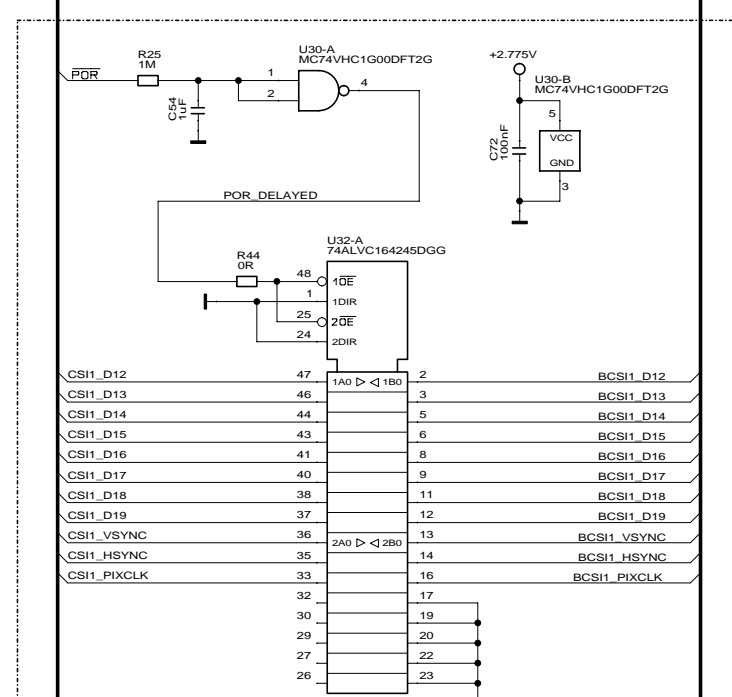 R25
1M
POR
C54
1uF
U30-A
MC74VHC1G00DFT2G
1
2
4
+2.775V
U30-B
MC74VHC1G00DFT2G
5
VCC
GND
3
C72
100nF
POR_DELAYED
R44
0R
U32-A
74ALVC164245DGG
48 1OE
1 1DIR
25 2OE
24 2DIR
CSI1_D12 47 1A0 1B0 2 BCSI1_D12
CSI1_D13 46 3 BCSI1_D13
CSI1_D14 44 5 BCSI1_D14
CSI1_D15 43 6 BCSI1_D15
CSI1_D16 41 8 BCSI1_D16
CSI1_D17 40 9 BCSI1_D17
CSI1_D18 38 11 BCSI1_D18
CSI1_D19 37 12 BCSI1_D19
CSI1_VSYNC 36 2A0 2B0 13 BCSI1_VSYNC
CSI1_HSYNC 35 14 BCSI1_HSYNC
CSI1_PIXCLK 33 16 BCSI1_PIXCLK
32 17
30 19
29 20
27 22
26 23